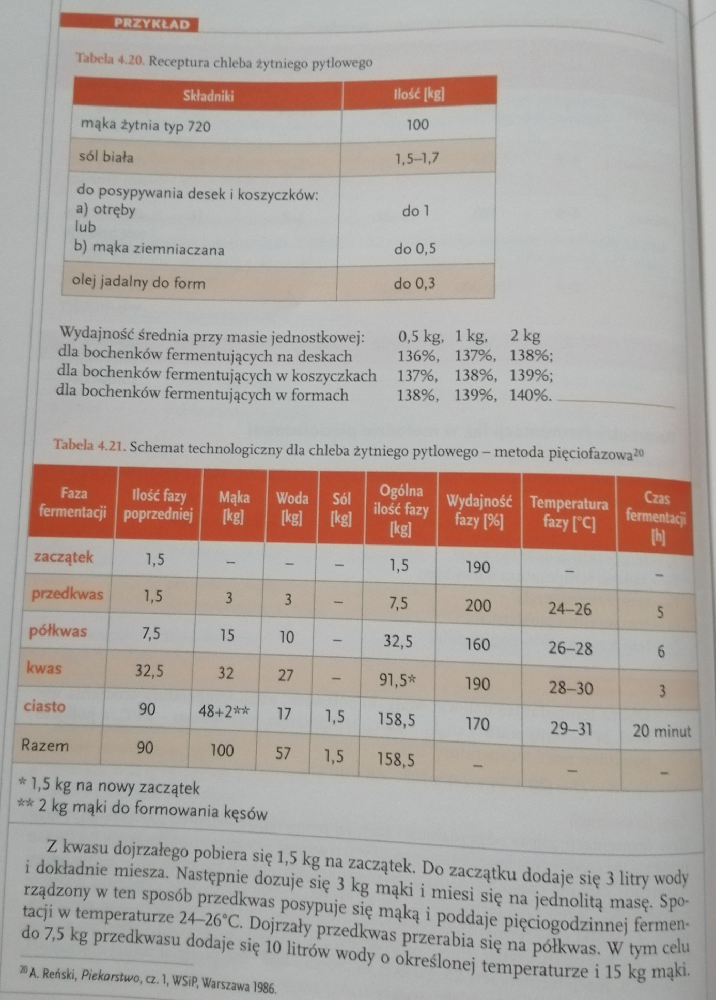 PRZYKŁAD
Tabela 4.20. Receptura chleba żytniego pytlowego
Składniki Ilość [kg]
mąka żytnia typ 720 100
sól biała 1,5–1,7
do posypywania desek i koszyczków:
a) otręby do 1
lub
b) mąka ziemniaczana do 0,5
olej jadalny do form do 0,3
Wydajność średnia przy masie jednostkowej: 0,5 kg, 1 kg, 2 kg
dla bochenków fermentujących na deskach 136%, 137%, 138%;
dla bochenków fermentujących w koszyczkach 137%, 138%, 139%;
dla bochenków fermentujących w formach 138%, 139%, 140%.
Tabela 4.21. Schemat technologiczny dla chleba żytniego pytlowego – metoda pięciofazowa²⁰
Faza fermentacji Ilość fazy poprzedniej Mąka [kg] Woda [kg] Sól [kg] Ogólna ilość fazy [kg] Wydajność fazy [%] Temperatura fazy [°C] Czas fermentacji [h]
zaczątek 1,5 – – – 1,5 190 – –
przedkwas 1,5 3 3 – 7,5 200 24–26 5
półkwas 7,5 15 10 – 32,5 160 26–28 6
kwas 32,5 32 27 – 91,5* 190 28–30 3
ciasto 90 48+2** 17 1,5 158,5 170 29–31 20 minut
Razem 90 100 57 1,5 158,5 – – –
* 1,5 kg na nowy zaczątek
** 2 kg mąki do formowania kęsów
Z kwasu dojrzałego pobiera się 1,5 kg na zaczątek. Do zaczątku dodaje się 3 litry wody
i dokładnie miesza. Następnie dozuje się 3 kg mąki i miesi się na jednolitą masę. Spo-
rządzony w ten sposób przedkwas posypuje się mąką i poddaje pięciogodzinnej fermen-
tacji w temperaturze 24–26°C. Dojrzały przedkwas przerabia się na półkwas. W tym celu
do 7,5 kg przedkwasu dodaje się 10 litrów wody o określonej temperaturze i 15 kg mąki.
²⁰ A. Reński, Piekarstwo, cz. 1, WSiP, Warszawa 1986.